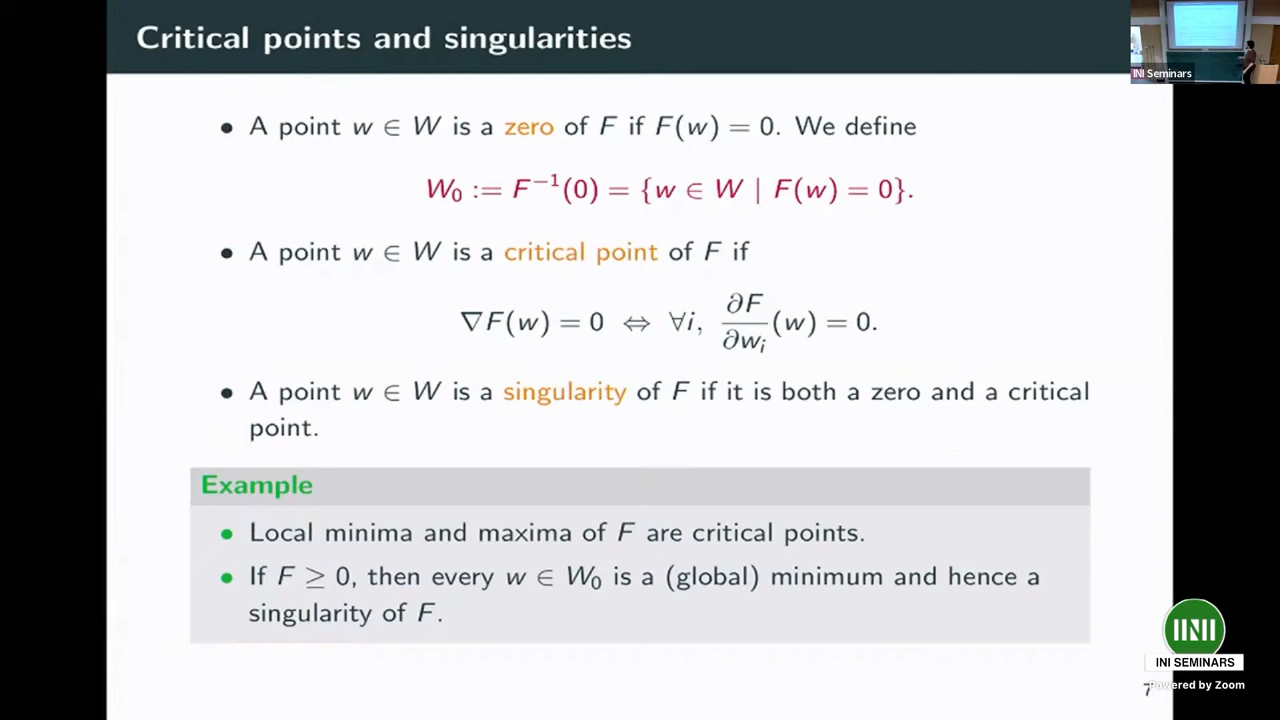 Critical points and singularities
INI Seminars
• A point w ∈ W is a zero of F if F(w) = 0. We define
W₀ := F⁻¹(0) = {w ∈ W | F(w) = 0}.
• A point w ∈ W is a critical point of F if
∇F(w) = 0 ⇔ ∀i, ∂F/∂wᵢ (w) = 0.
• A point w ∈ W is a singularity of F if it is both a zero and a critical
point.
Example
• Local minima and maxima of F are critical points.
• If F ≥ 0, then every w ∈ W₀ is a (global) minimum and hence a
singularity of F.
INI
INI SEMINARS
Powered by Zoom
7